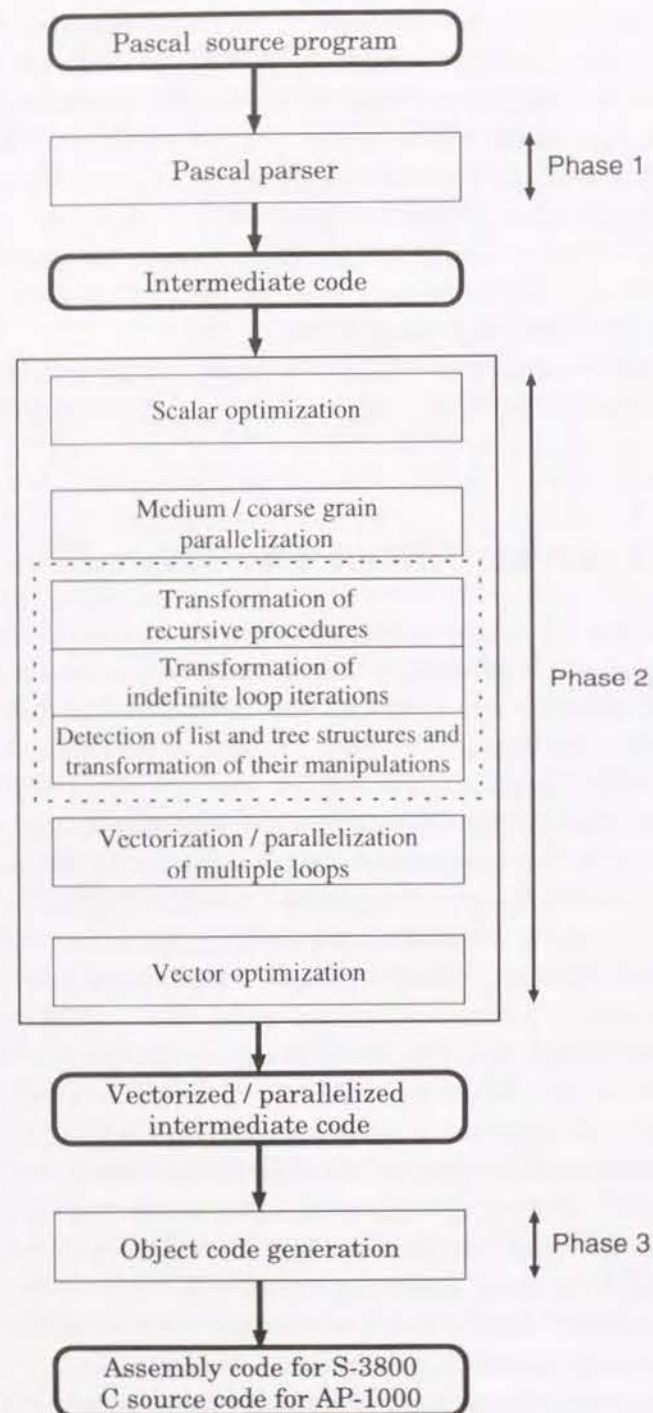 Pascal source program
Pascal parser
Phase 1
Intermediate code
Scalar optimization
Medium / coarse grain
parallelization
Transformation of
recursive procedures
Transformation of
indefinite loop iterations
Phase 2
Detection of list and tree structures and
transformation of their manipulations
Vectorization / parallelization
of multiple loops
Vector optimization
Vectorized / parallelized
intermediate code
Object code generation
Phase 3
Assembly code for S-3800
C source code for AP-1000